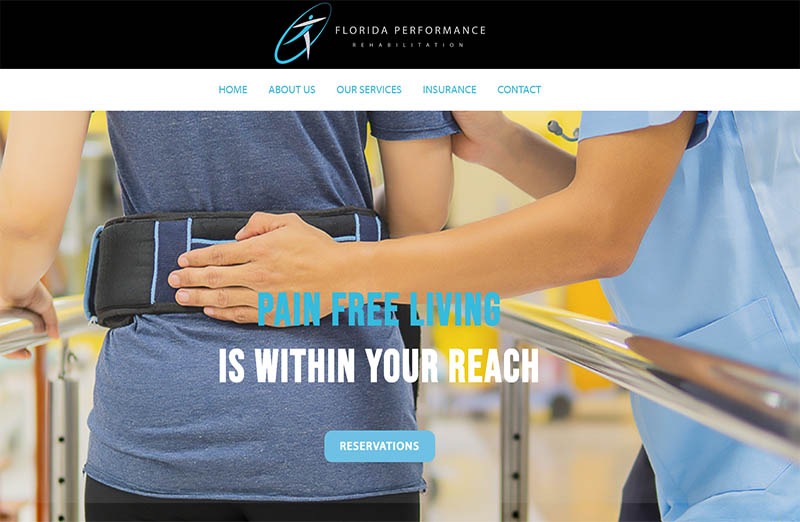 FLORIDA PERFORMANCE
REHABILITATION
HOME ABOUT US OUR SERVICES INSURANCE CONTACT
PAIN FREE LIVING
IS WITHIN YOUR REACH
RESERVATIONS